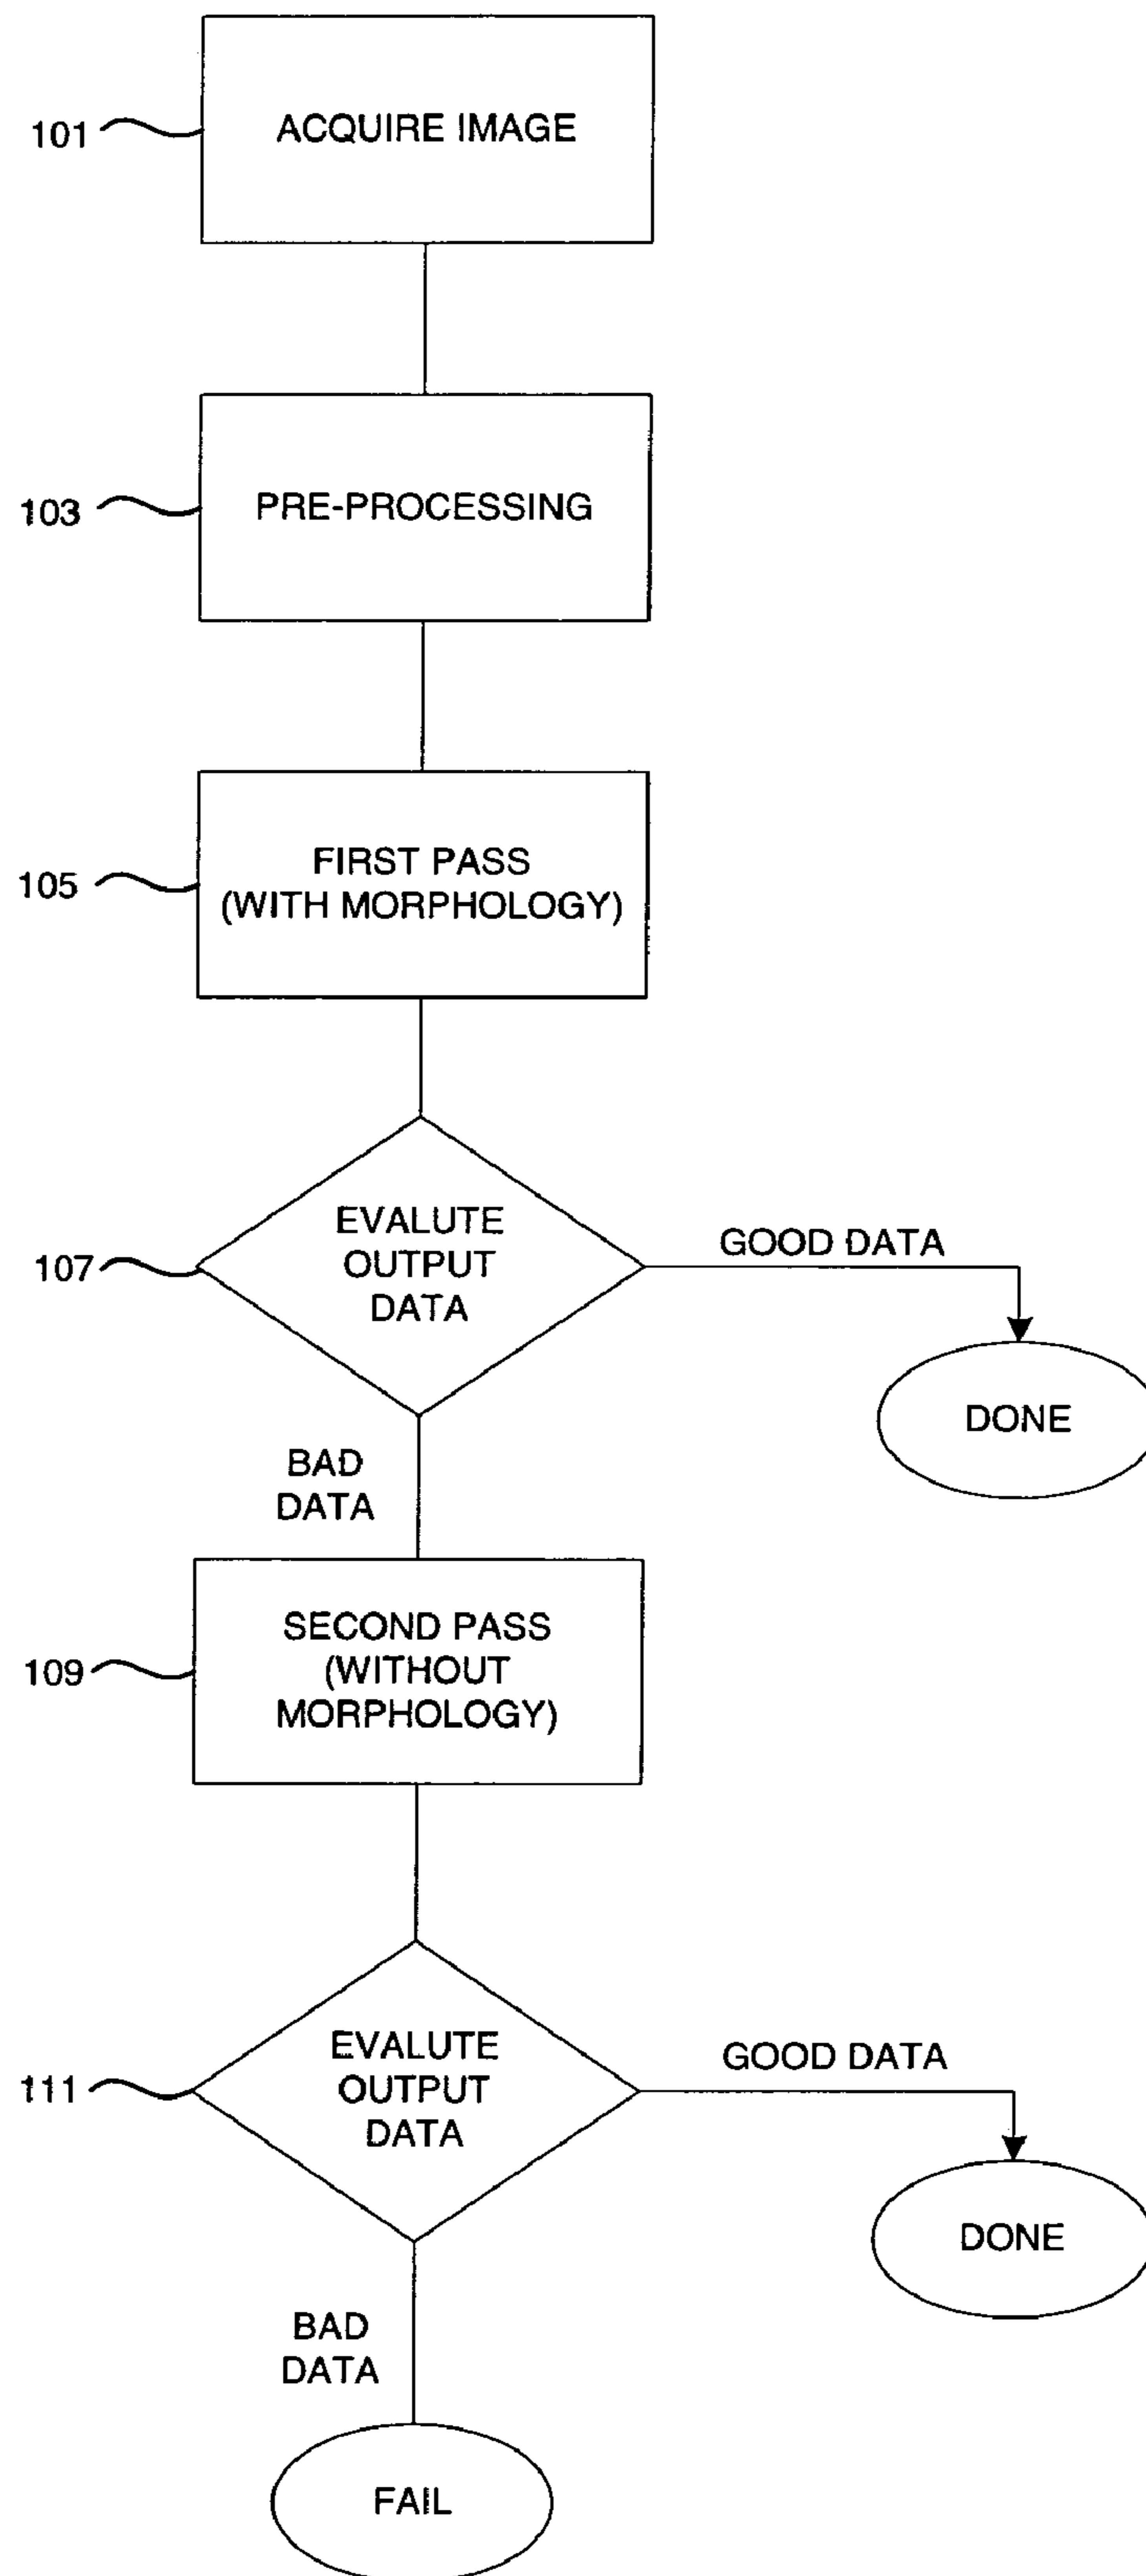 101
ACQUIRE IMAGE
103
PRE-PROCESSING
105
FIRST PASS
(WITH MORPHOLOGY)
107
EVALUTE
OUTPUT
DATA
GOOD DATA
DONE
BAD
DATA
109
SECOND PASS
(WITHOUT
MORPHOLOGY)
111
EVALUTE
OUTPUT
DATA
GOOD DATA
DONE
BAD
DATA
FAIL